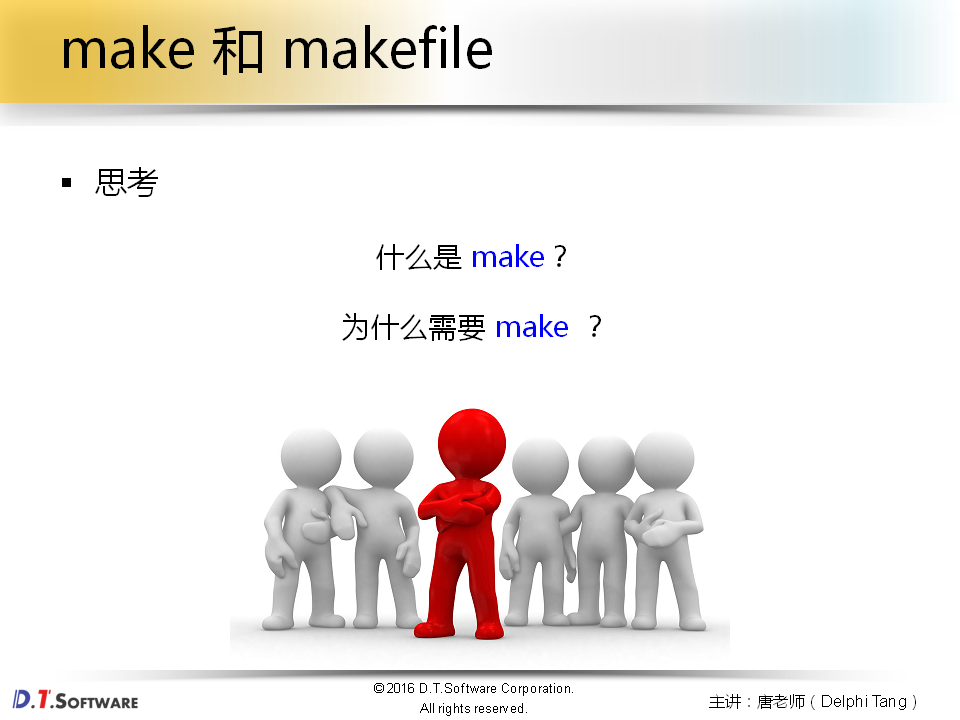 make 和 makefile
▪ 思考
什么是 make？
为什么需要 make ？
D.T.SOFTWARE
©2016 D.T.Software Corporation.
All rights reserved.
主讲：唐老师（Delphi Tang）